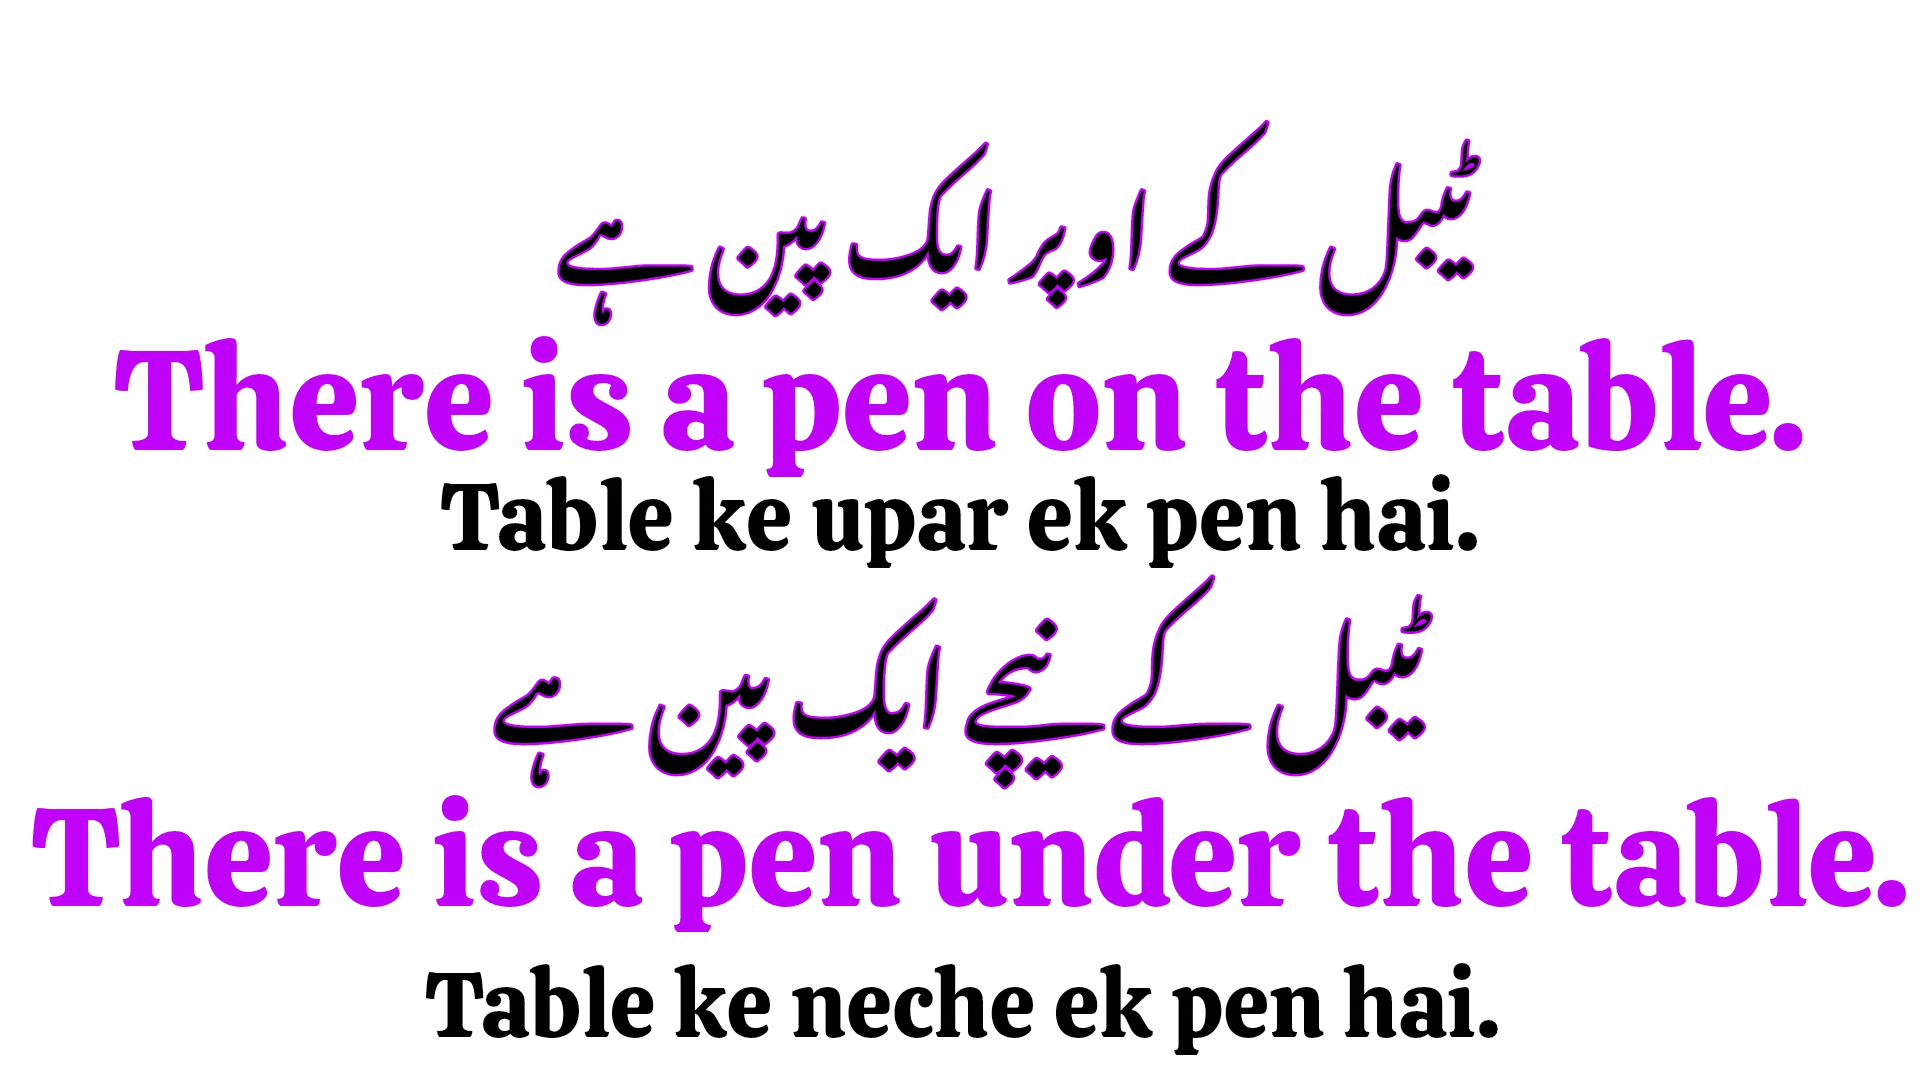 ٹیبل کے اوپر ایک پین ہے
There is a pen on the table.
Table ke upar ek pen hai.
ٹیبل کے نیچے ایک پین ہے
There is a pen under the table.
Table ke neche ek pen hai.